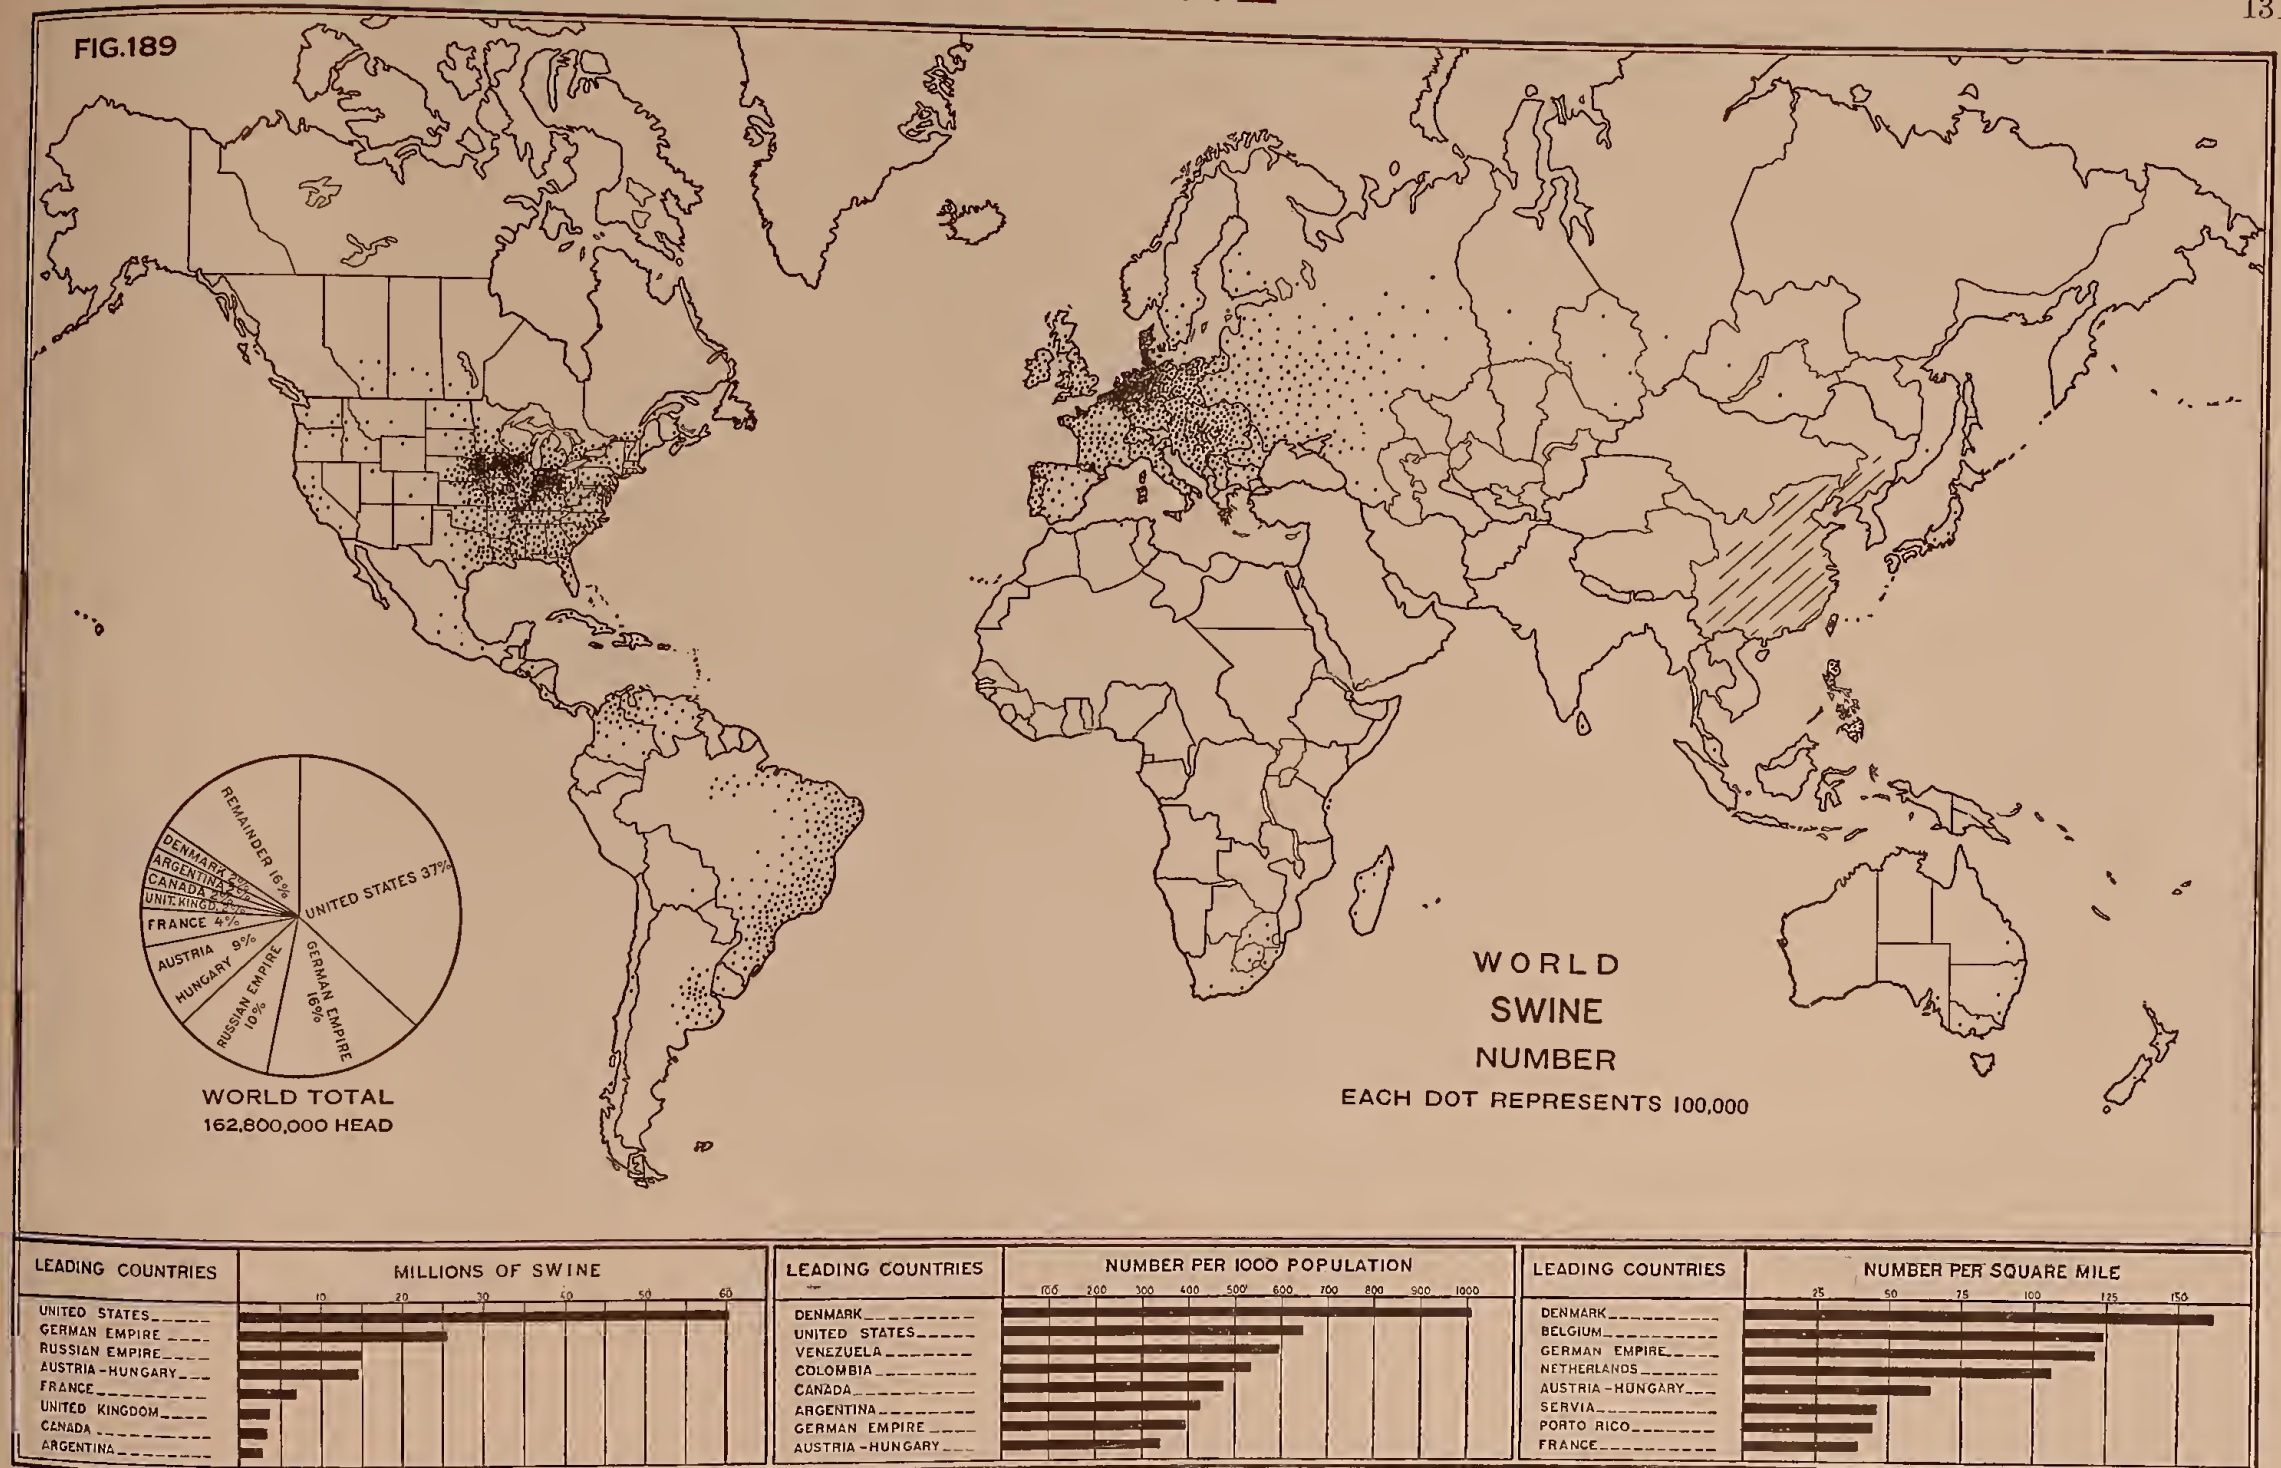 131
FIG.189
REMAINDER 16%
DENMARK 2%
ARGENTINA 2%
CANADA 2%
UNIT. KINGD. 2%
FRANCE 4%
AUSTRIA HUNGARY 9%
RUSSIAN EMPIRE
10%
GERMAN EMPIRE
16%
UNITED STATES 37%
WORLD TOTAL
162,800,000 HEAD
WORLD
SWINE
NUMBER
EACH DOT REPRESENTS 100,000
LEADING COUNTRIES
MILLIONS OF SWINE
10 20 30 40 50 60
UNITED STATES
GERMAN EMPIRE
RUSSIAN EMPIRE
AUSTRIA-HUNGARY
FRANCE
UNITED KINGDOM
CANADA
ARGENTINA
LEADING COUNTRIES
NUMBER PER 1000 POPULATION
100 200 300 400 500 600 700 800 900 1000
DENMARK
UNITED STATES
VENEZUELA
COLOMBIA
CANADA
ARGENTINA
GERMAN EMPIRE
AUSTRIA-HUNGARY
LEADING COUNTRIES
NUMBER PER SQUARE MILE
25 50 75 100 125 150
DENMARK
BELGIUM
GERMAN EMPIRE
NETHERLANDS
AUSTRIA-HUNGARY
SERVIA
PORTO RICO
FRANCE